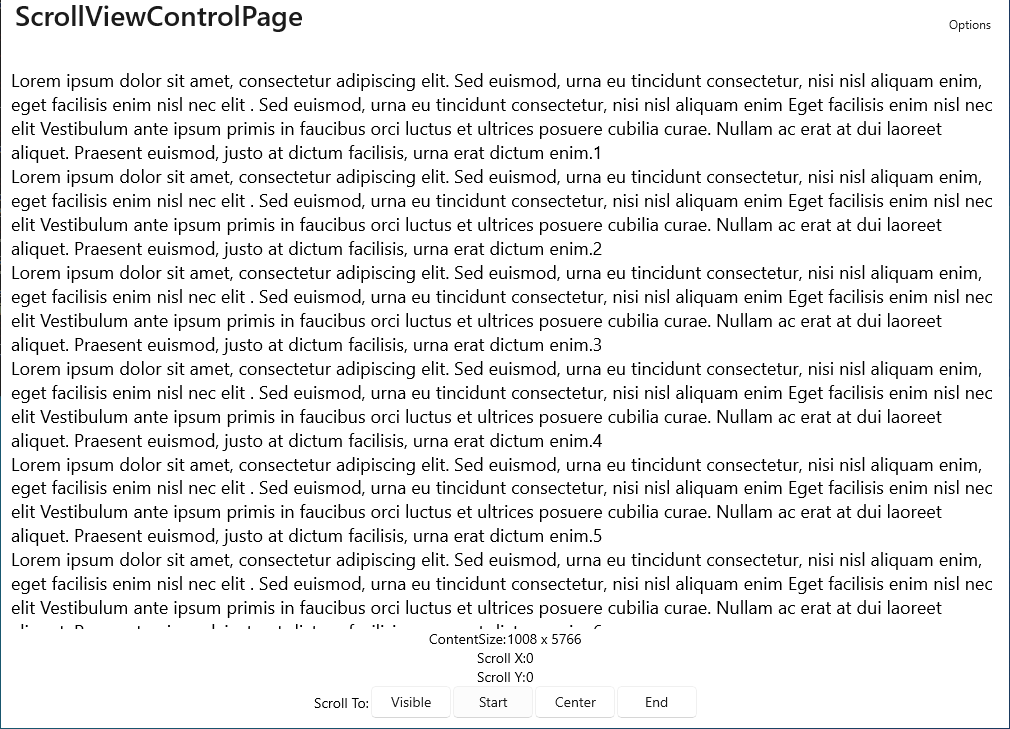 ScrollViewControlPage
Options
Lorem ipsum dolor sit amet, consectetur adipiscing elit. Sed euismod, urna eu tincidunt consectetur, nisi nisl aliquam enim,
eget facilisis enim nisl nec elit . Sed euismod, urna eu tincidunt consectetur, nisi nisl aliquam enim Eget facilisis enim nisl nec
elit Vestibulum ante ipsum primis in faucibus orci luctus et ultrices posuere cubilia curae. Nullam ac erat at dui laoreet
aliquet. Praesent euismod, justo at dictum facilisis, urna erat dictum enim.1
Lorem ipsum dolor sit amet, consectetur adipiscing elit. Sed euismod, urna eu tincidunt consectetur, nisi nisl aliquam enim,
eget facilisis enim nisl nec elit . Sed euismod, urna eu tincidunt consectetur, nisi nisl aliquam enim Eget facilisis enim nisl nec
elit Vestibulum ante ipsum primis in faucibus orci luctus et ultrices posuere cubilia curae. Nullam ac erat at dui laoreet
aliquet. Praesent euismod, justo at dictum facilisis, urna erat dictum enim.2
Lorem ipsum dolor sit amet, consectetur adipiscing elit. Sed euismod, urna eu tincidunt consectetur, nisi nisl aliquam enim,
eget facilisis enim nisl nec elit . Sed euismod, urna eu tincidunt consectetur, nisi nisl aliquam enim Eget facilisis enim nisl nec
elit Vestibulum ante ipsum primis in faucibus orci luctus et ultrices posuere cubilia curae. Nullam ac erat at dui laoreet
aliquet. Praesent euismod, justo at dictum facilisis, urna erat dictum enim.3
Lorem ipsum dolor sit amet, consectetur adipiscing elit. Sed euismod, urna eu tincidunt consectetur, nisi nisl aliquam enim,
eget facilisis enim nisl nec elit . Sed euismod, urna eu tincidunt consectetur, nisi nisl aliquam enim Eget facilisis enim nisl nec
elit Vestibulum ante ipsum primis in faucibus orci luctus et ultrices posuere cubilia curae. Nullam ac erat at dui laoreet
aliquet. Praesent euismod, justo at dictum facilisis, urna erat dictum enim.4
Lorem ipsum dolor sit amet, consectetur adipiscing elit. Sed euismod, urna eu tincidunt consectetur, nisi nisl aliquam enim,
eget facilisis enim nisl nec elit . Sed euismod, urna eu tincidunt consectetur, nisi nisl aliquam enim Eget facilisis enim nisl nec
elit Vestibulum ante ipsum primis in faucibus orci luctus et ultrices posuere cubilia curae. Nullam ac erat at dui laoreet
aliquet. Praesent euismod, justo at dictum facilisis, urna erat dictum enim.5
Lorem ipsum dolor sit amet, consectetur adipiscing elit. Sed euismod, urna eu tincidunt consectetur, nisi nisl aliquam enim,
eget facilisis enim nisl nec elit . Sed euismod, urna eu tincidunt consectetur, nisi nisl aliquam enim Eget facilisis enim nisl nec
elit Vestibulum ante ipsum primis in faucibus orci luctus et ultrices posuere cubilia curae. Nullam ac erat at dui laoreet
ContentSize:1008 x 5766
Scroll X:0
Scroll Y:0
Scroll To: Visible Start Center End